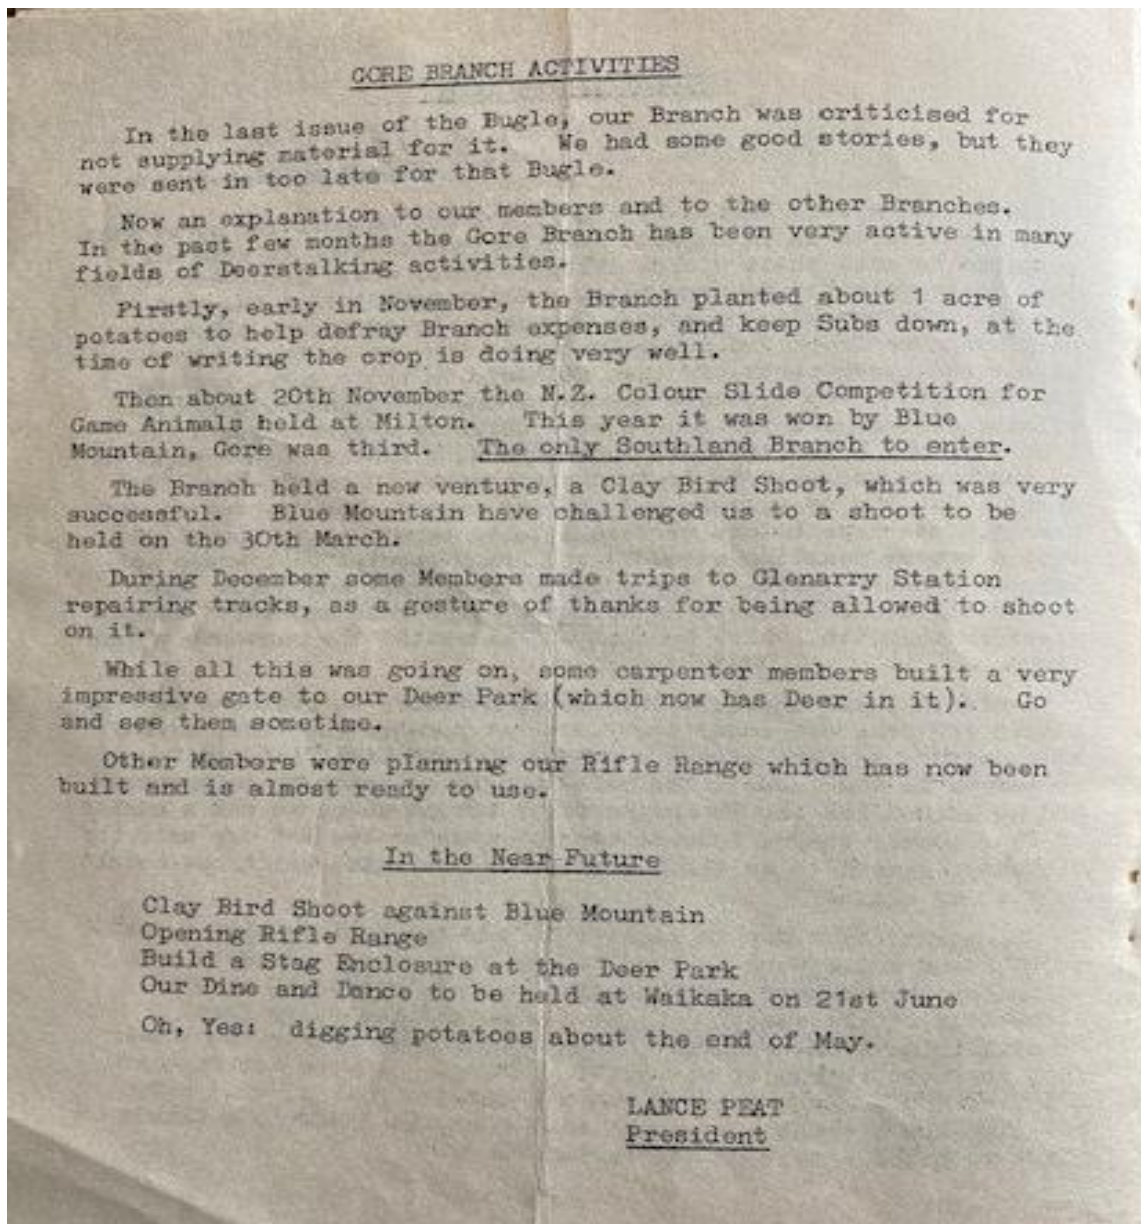 GORE BRANCH ACTIVITIES
In the last issue of the Bugle, our Branch was criticised for
not supplying material for it. We had some good stories, but they
were sent in too late for that Bugle.
Now an explanation to our members and to the other Branches.
In the past few months the Gore Branch has been very active in many
fields of Deerstalking activities.
Firstly, early in November, the Branch planted about 1 acre of
potatoes to help defray Branch expenses, and keep Subs down, at the
time of writing the crop is doing very well.
Then about 20th November the N.Z. Colour Slide Competition for
Game Animals held at Milton. This year it was won by Blue
Mountain, Gore was third. The only Southland Branch to enter.
The Branch held a new venture, a Clay Bird Shoot, which was very
successful. Blue Mountain have challenged us to a shoot to be
held on the 30th March.
During December some Members made trips to Glenarry Station
repairing tracks, as a gesture of thanks for being allowed to shoot
on it.
While all this was going on, some carpenter members built a very
impressive gate to our Deer Park (which now has Deer in it). Go
and see them sometime.
Other Members were planning our Rifle Range which has now been
built and is almost ready to use.
In the Near Future
Clay Bird Shoot against Blue Mountain
Opening Rifle Range
Build a Stag Enclosure at the Deer Park
Our Dine and Dance to be held at Waikaka on 21st June
Oh, Yes: digging potatoes about the end of May.
LANCE PEAT
President